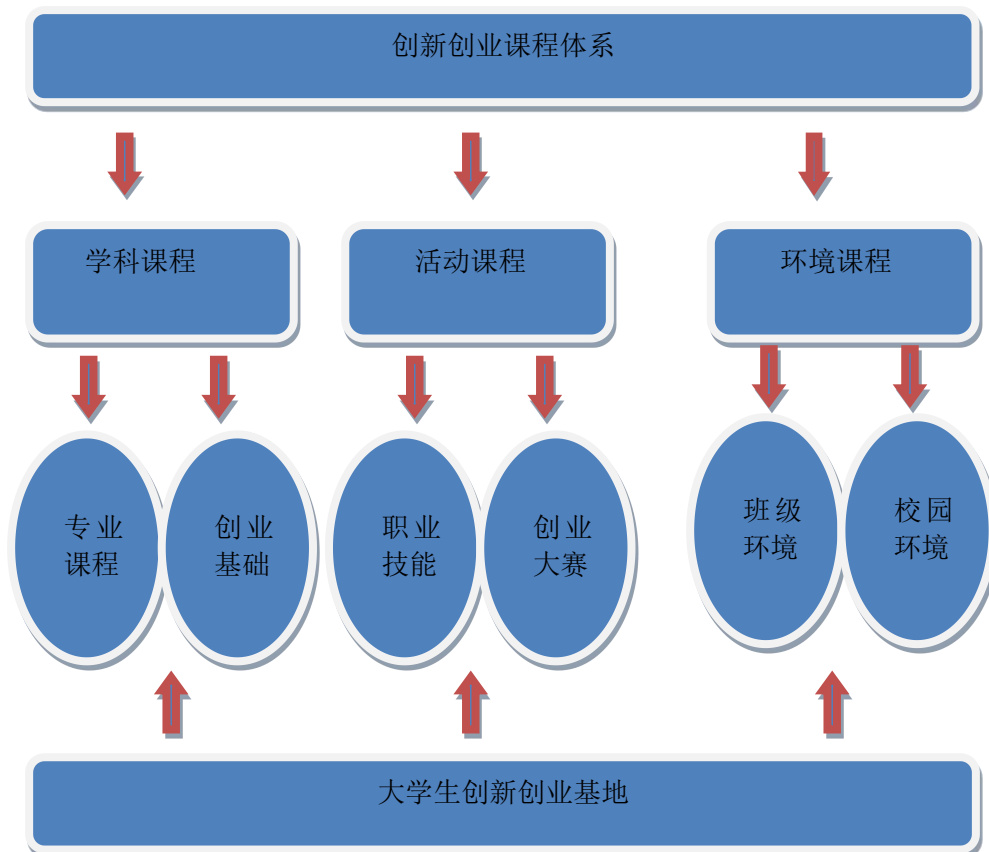 创新创业课程体系
学科课程
活动课程
环境课程
专业
课程
创业
基础
职业
技能
创业
大赛
班级
环境
校园
环境
大学生创新创业基地